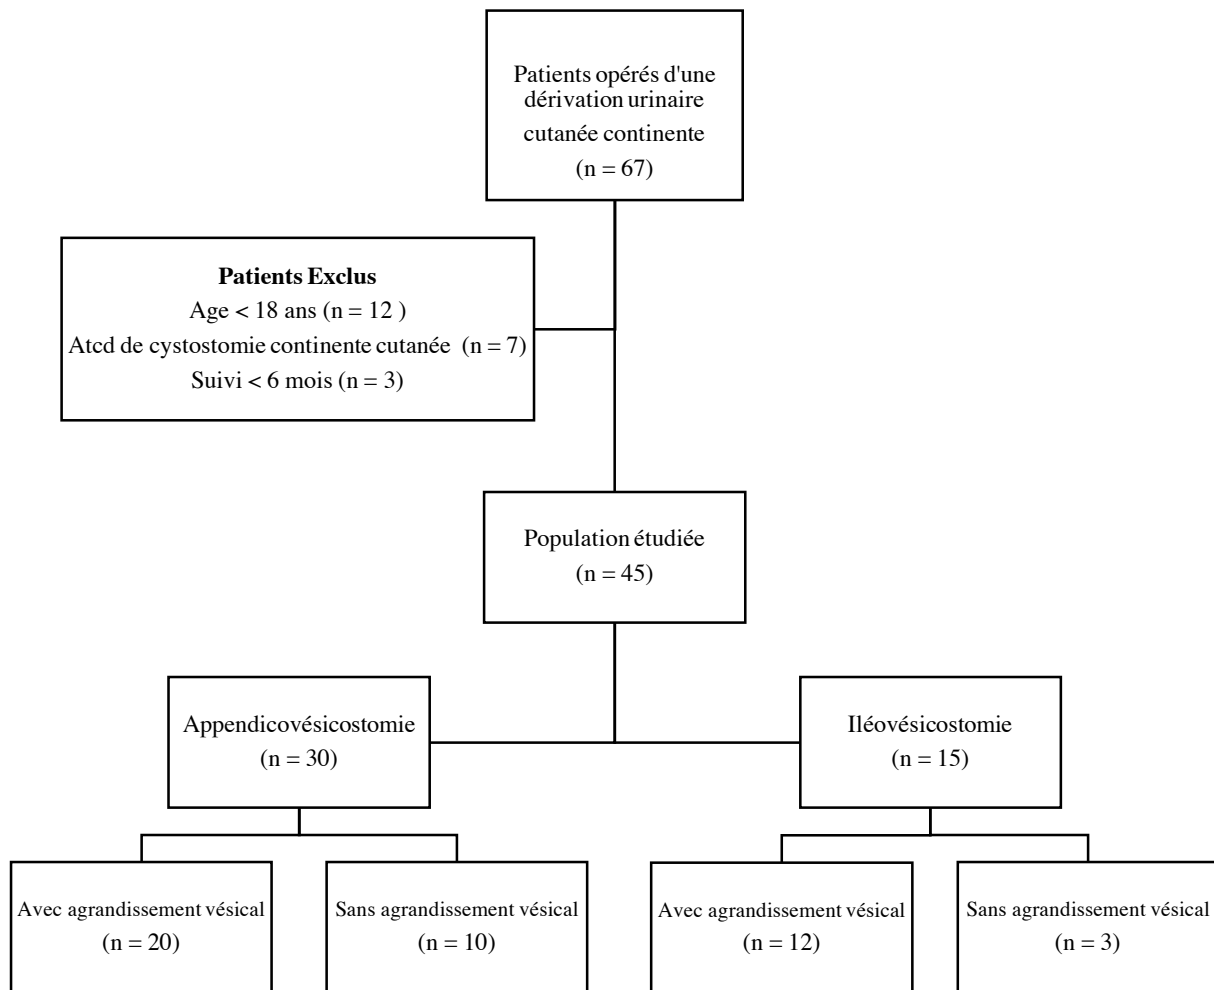 Patients opérés d'une
dérivation urinaire
cutanée continente
(n = 67)
Patients Exclus
Age < 18 ans (n = 12 )
Atcd de cystostomie continente cutanée (n = 7)
Suivi < 6 mois (n = 3)
Population étudiée
(n = 45)
Appendicovésicostomie
(n = 30)
Iléovésicostomie
(n = 15)
Avec agrandissement vésical
(n = 20)
Sans agrandissement vésical
(n = 10)
Avec agrandissement vésical
(n = 12)
Sans agrandissement vésical
(n = 3)